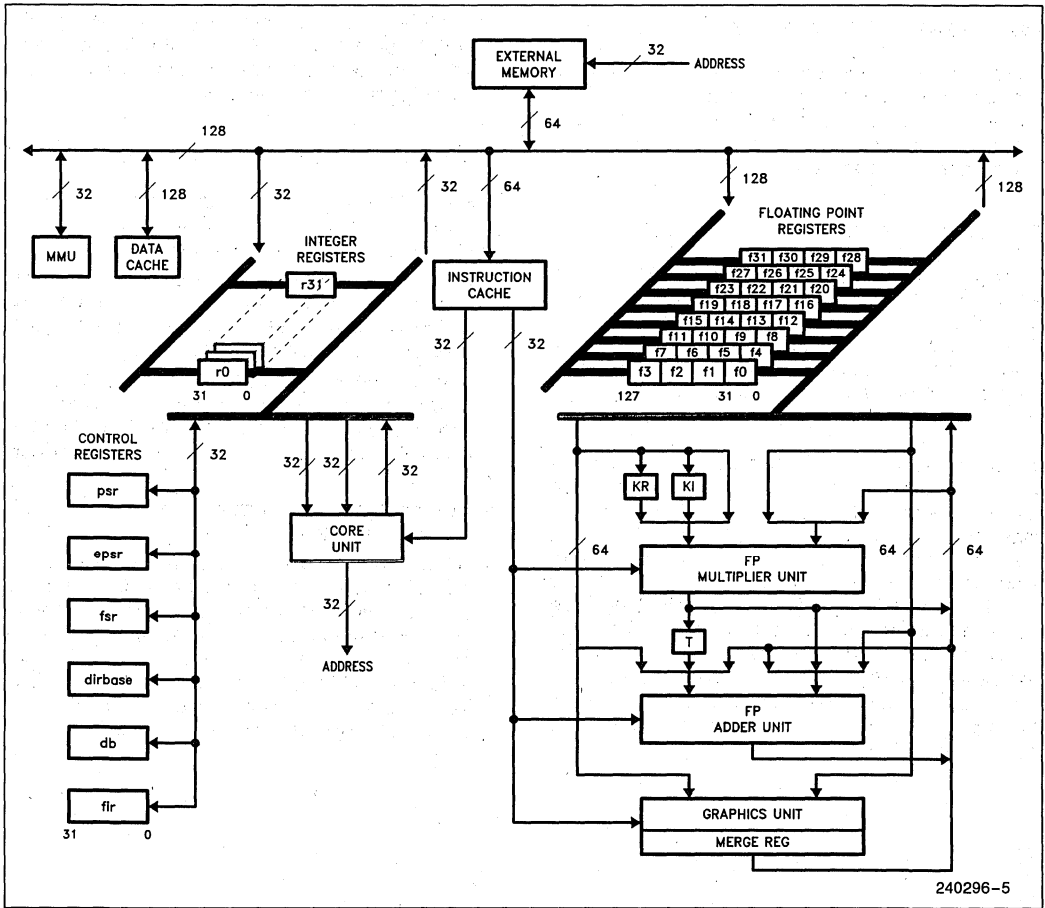 EXTERNAL
MEMORY
32
ADDRESS
64
128
32
128
32
32
64
128
128
MMU
DATA
CACHE
INTEGER
REGISTERS
r31
r0
31 0
INSTRUCTION
CACHE
32
32
FLOATING POINT
REGISTERS
f31 f30 f29 f28
f27 f26 f25 f24
f23 f22 f21 f20
f19 f18 f17 f16
f15 f14 f13 f12
f11 f10 f9 f8
f7 f6 f5 f4
f3 f2 f1 f0
127 31 0
CONTROL
REGISTERS
32
psr
epsr
fsr
dirbase
db
fir
31 0
32 32 32
CORE
UNIT
32
ADDRESS
KR KI
64 64 64
FP
MULTIPLIER UNIT
T
FP
ADDER UNIT
GRAPHICS UNIT
MERGE REG
240296-5